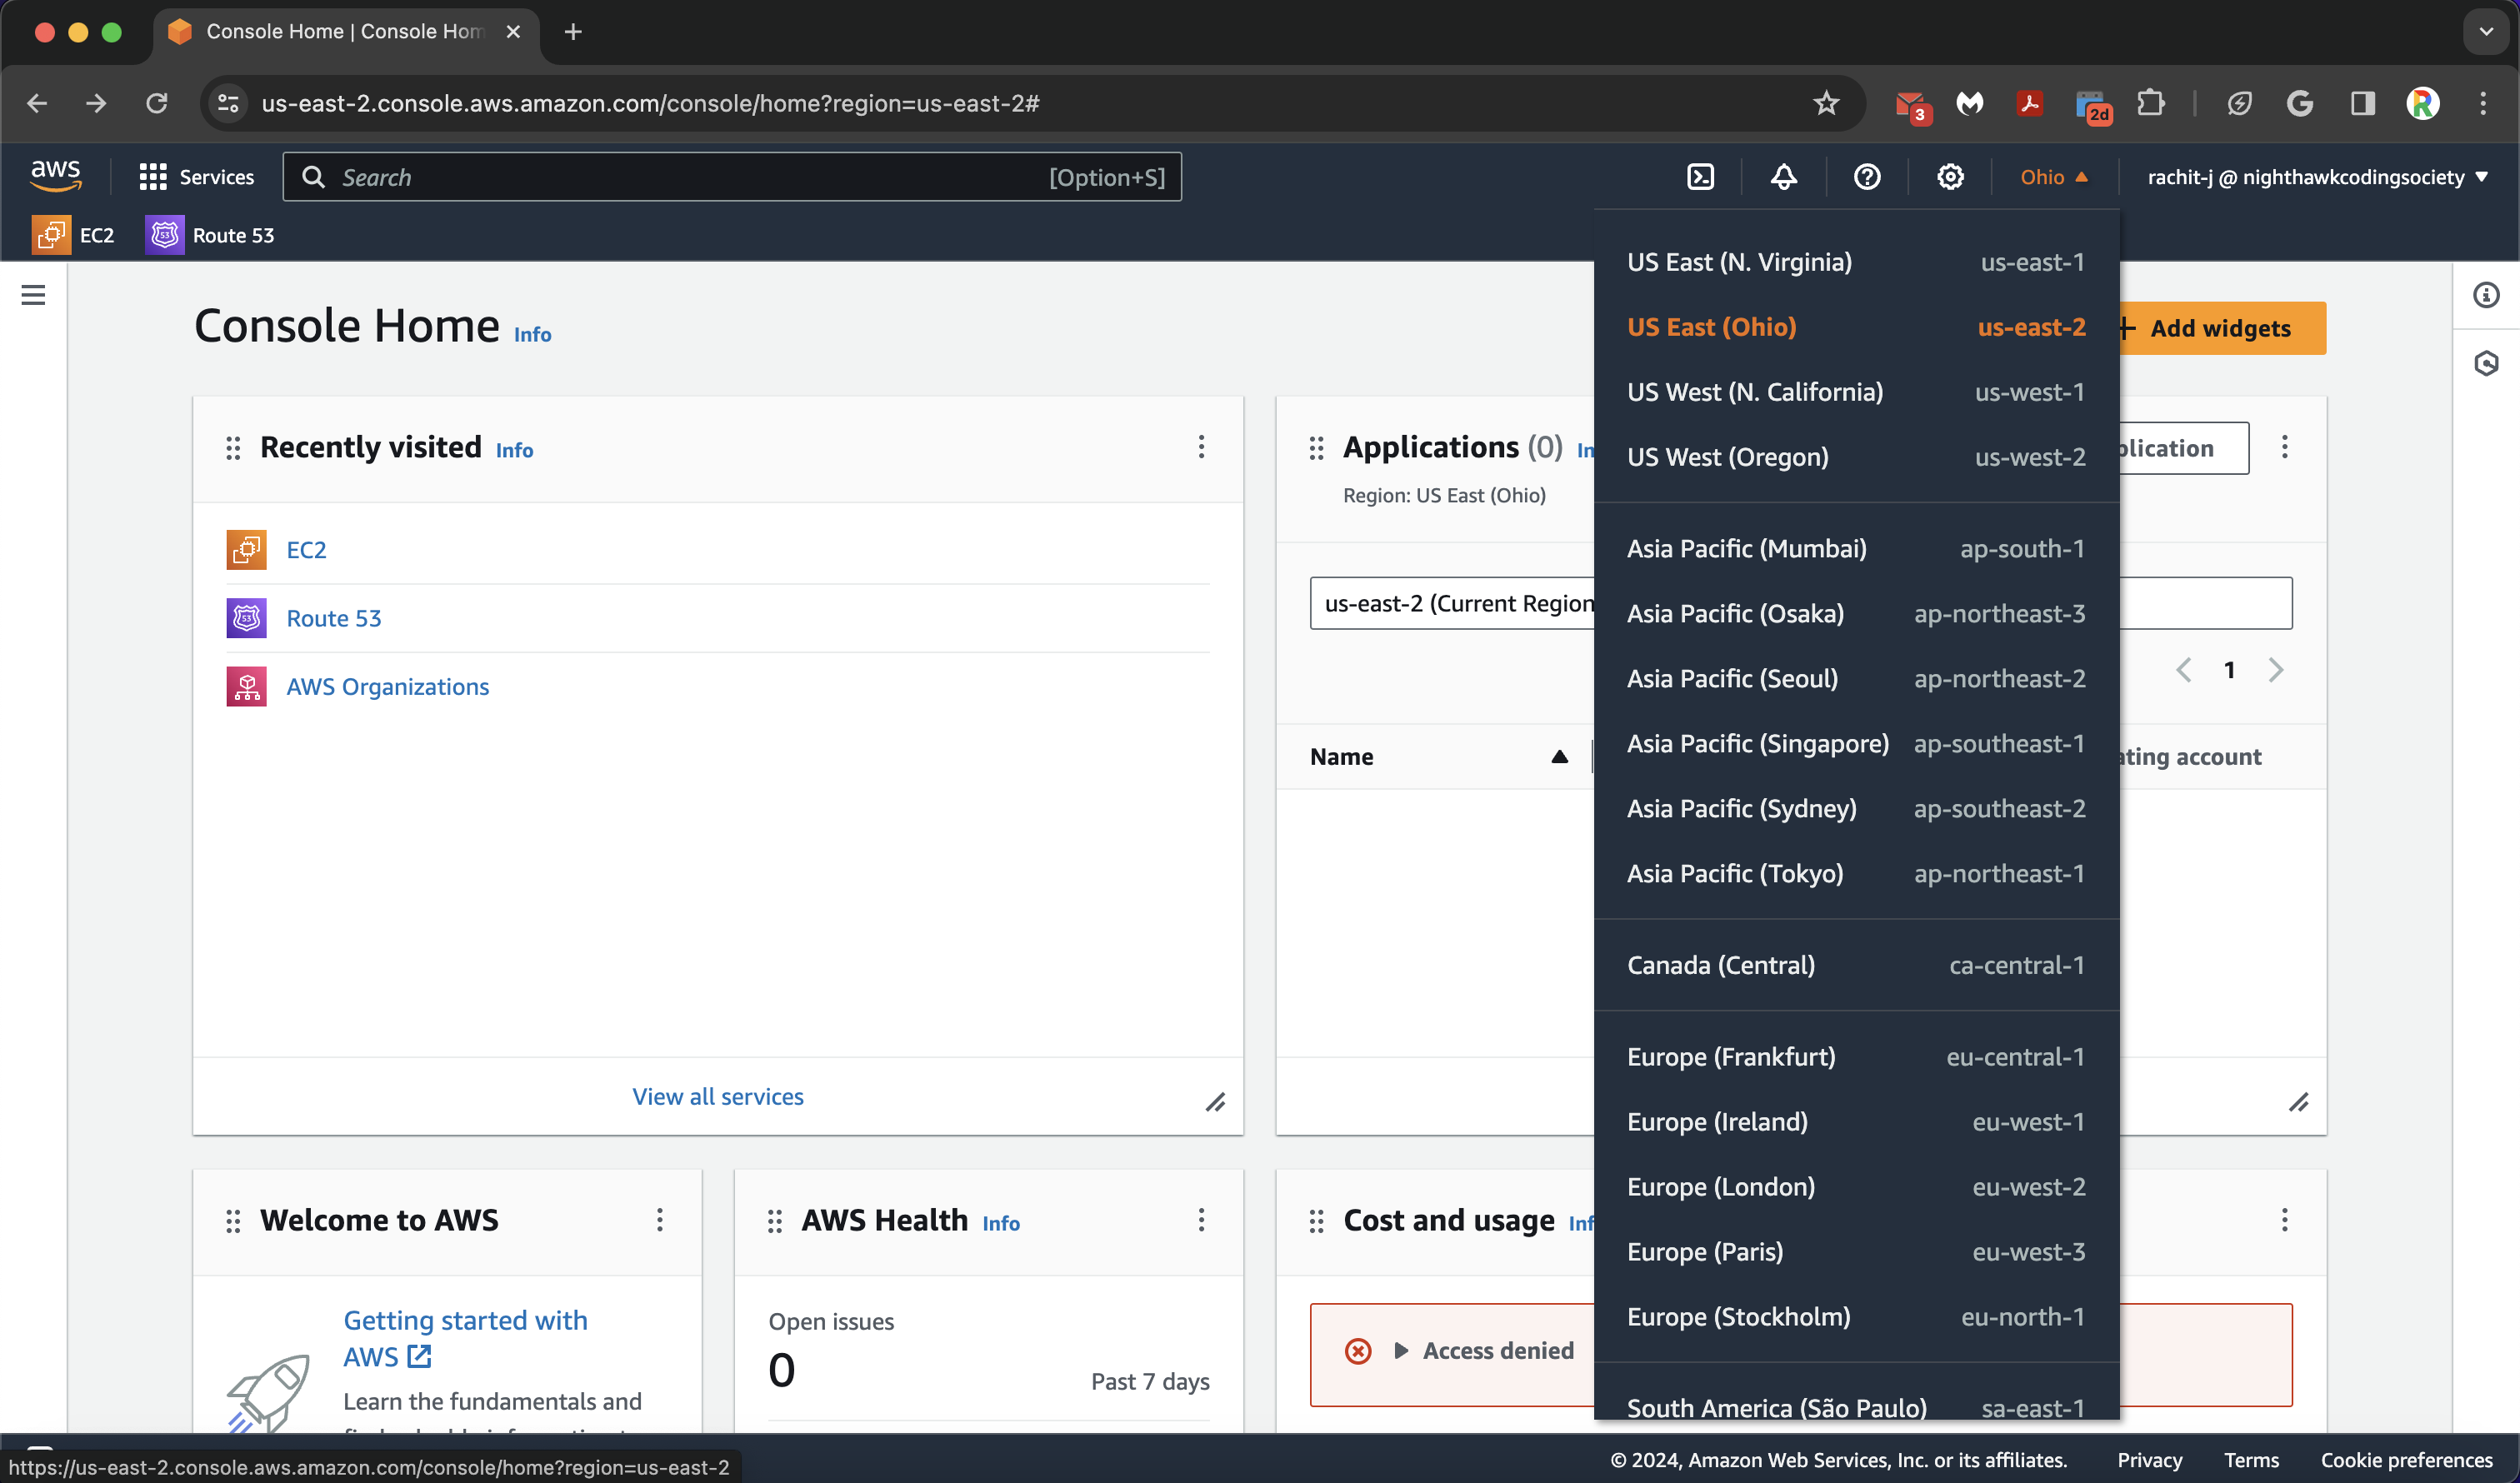 Console Home | Console Hom
us-east-2.console.aws.amazon.com/console/home?region=us-east-2#
3
2d
aws
Services
Search
[Option+S]
Ohio
rachit-j @ nighthawkcodingsociety
EC2
Route 53
Console Home Info
Add widgets
Recently visited Info
EC2
Route 53
AWS Organizations
View all services
Applications (0) In
plication
Region: US East (Ohio)
us-east-2 (Current Region
1
Name
ating account
US East (N. Virginia) us-east-1
US East (Ohio) us-east-2
US West (N. California) us-west-1
US West (Oregon) us-west-2
Asia Pacific (Mumbai) ap-south-1
Asia Pacific (Osaka) ap-northeast-3
Asia Pacific (Seoul) ap-northeast-2
Asia Pacific (Singapore) ap-southeast-1
Asia Pacific (Sydney) ap-southeast-2
Asia Pacific (Tokyo) ap-northeast-1
Canada (Central) ca-central-1
Europe (Frankfurt) eu-central-1
Europe (Ireland) eu-west-1
Europe (London) eu-west-2
Europe (Paris) eu-west-3
Europe (Stockholm) eu-north-1
South America (São Paulo) sa-east-1
Welcome to AWS
Getting started with
AWS
Learn the fundamentals and
AWS Health Info
Open issues
0
Past 7 days
Cost and usage Inf
Access denied
https://us-east-2.console.aws.amazon.com/console/home?region=us-east-2
© 2024, Amazon Web Services, Inc. or its affiliates.
Privacy
Terms
Cookie preferences